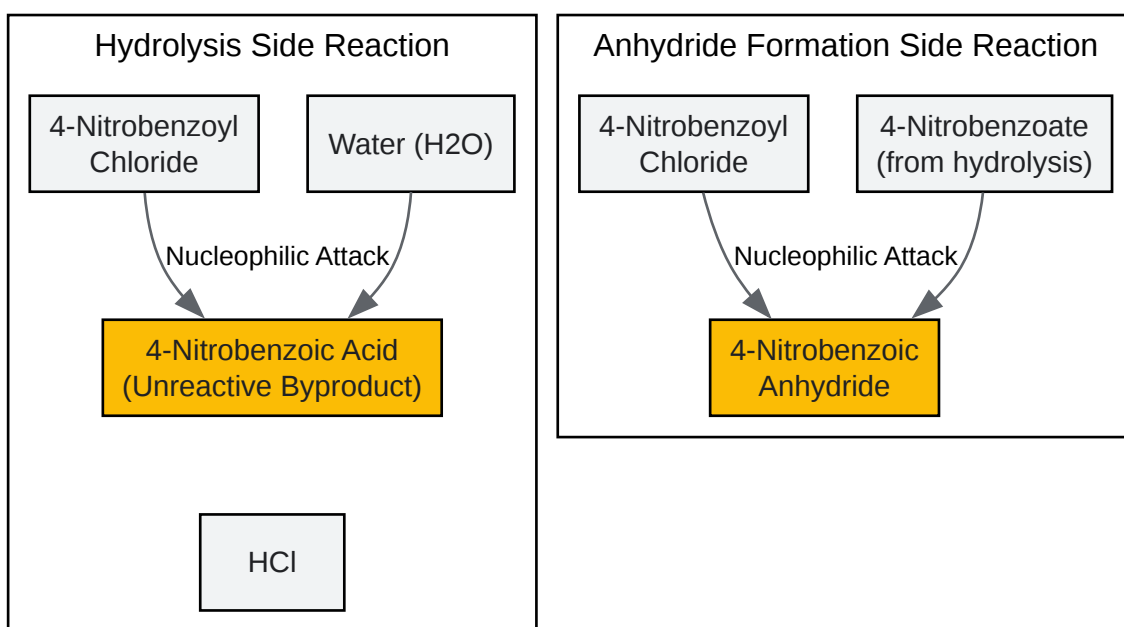 Hydrolysis Side Reaction
4-Nitrobenzoyl
Chloride
Water (H2O)
Nucleophilic Attack
4-Nitrobenzoic Acid
(Unreactive Byproduct)
HCl
Anhydride Formation Side Reaction
4-Nitrobenzoyl
Chloride
4-Nitrobenzoate
(from hydrolysis)
Nucleophilic Attack
4-Nitrobenzoic
Anhydride